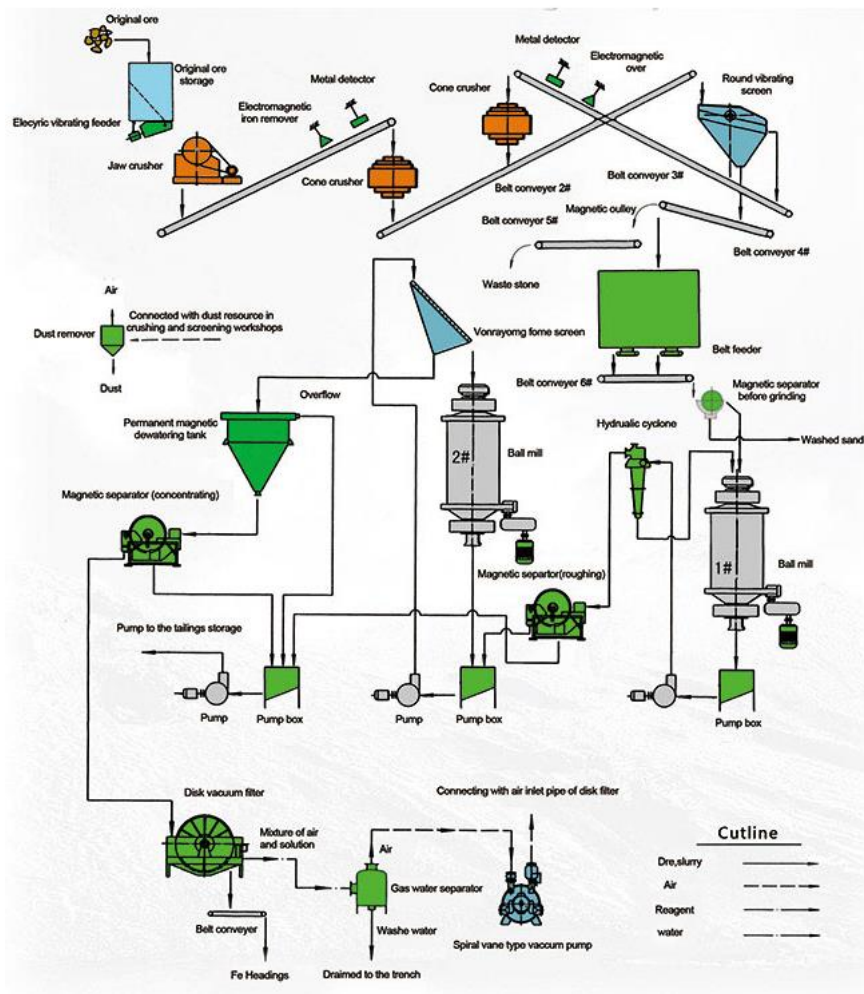 Original ore
Original ore
storage
Elecyric vibrating feeder
Jaw crusher
Electromagnetic
iron remover
Metal detector
Cone crusher
Cone crusher
Metal detector
Electromagnetic
over
Round vibrating
screen
Belt conveyer 2#
Belt conveyer 3#
Magnetic oulley
Belt conveyer 5#
Belt conveyer 4#
Waste stone
Air
Connected with dust resource in
crushing and screening workshops
Dust remover
Dust
Vonrayomg fome screen
Belt feeder
Belt conveyer 6#
Magnetic separator
before grinding
Washed sand
Overflow
Permanent magnetic
dewatering tank
Hydrualic cyclone
2#
Ball mill
Magnetic separator (concentrating)
1#
Ball mill
Magnetic separtor(roughing)
Pump to the tailings storage
Pump
Pump box
Pump
Pump box
Pump box
Disk vacuum filter
Connecting with air inlet pipe of disk filter
Mixture of air
and solution
Air
Gas water separator
Belt conveyer
Washe water
Spiral vane type vaccum pump
Fe Headings
Draimed to the trench
Cutline
Dre,slurry
Air
Reagent
water